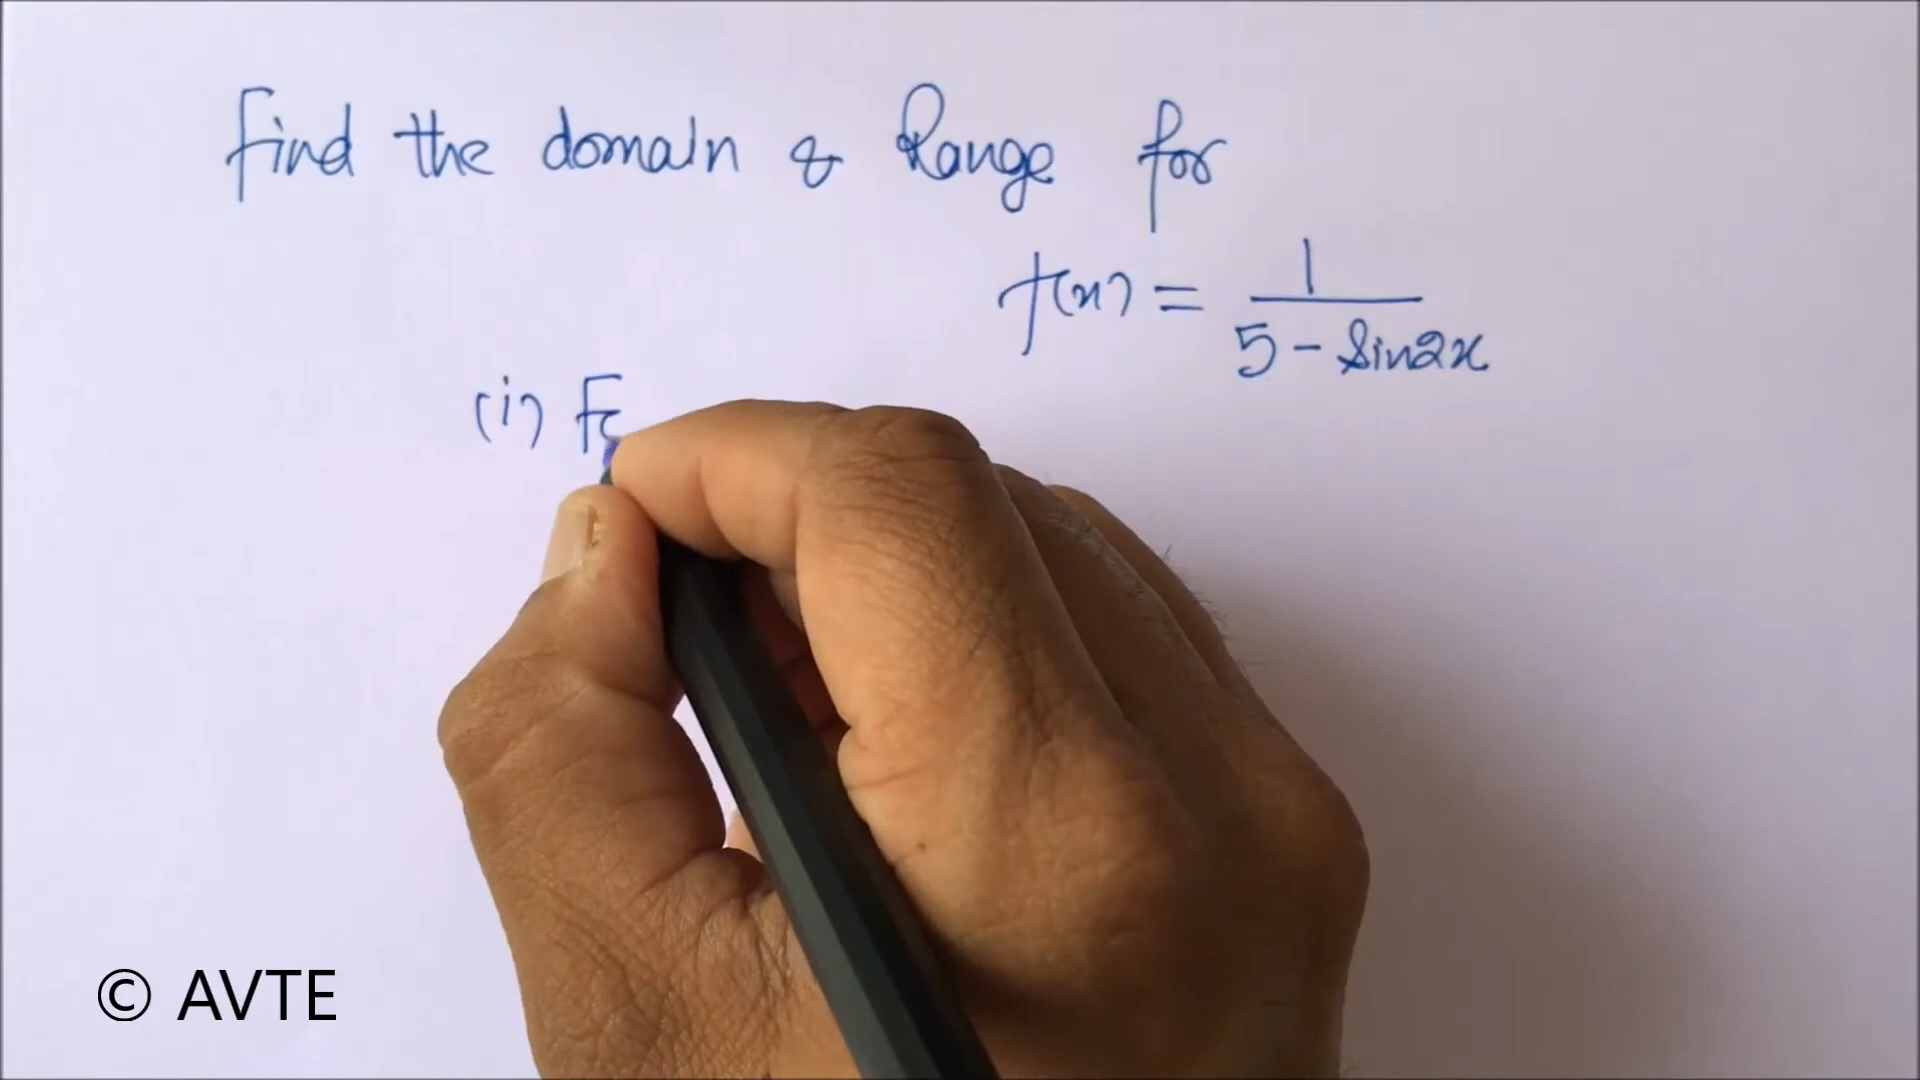 Find the domain & Range for
f(x) = 1 / (5 - Sin2x)
(i) F
© AVTE